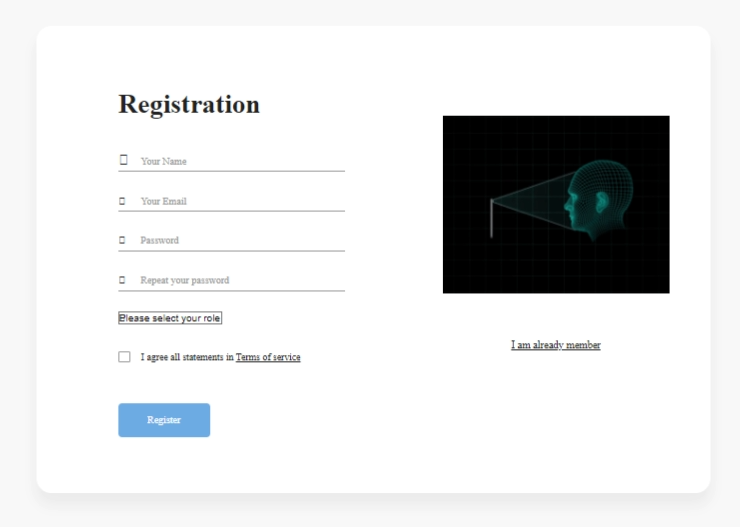 Registration
Your Name
Your Email
Password
Repeat your password
Please select your role
I agree all statements in Terms of service
Register
I am already member